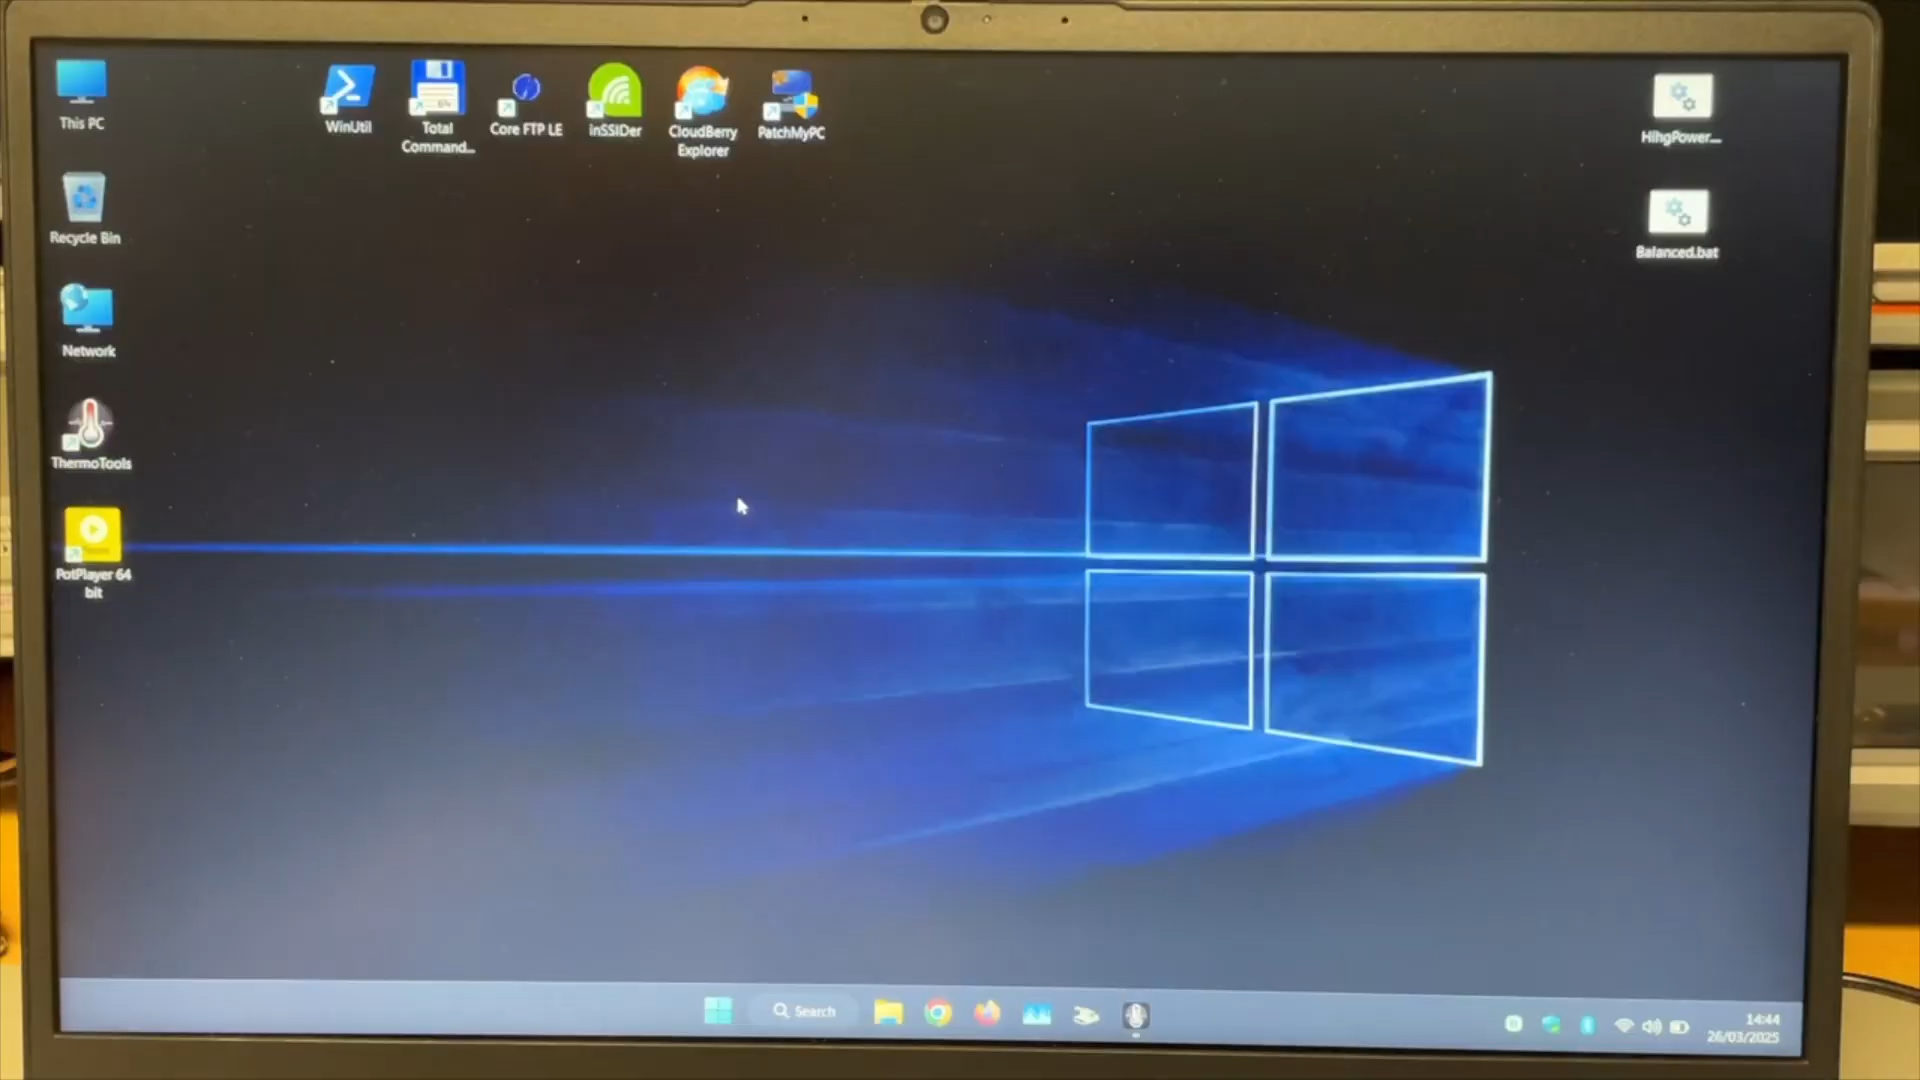 This PC
WinUtil
Total
Command...
64
Core FTP LE
inSSIDer
CloudBerry
Explorer
PatchMyPC
HihgPower...
Recycle Bin
Balanced.bat
Network
ThermoTools
PotPlayer 64
bit
Search
14:44
26/03/2025